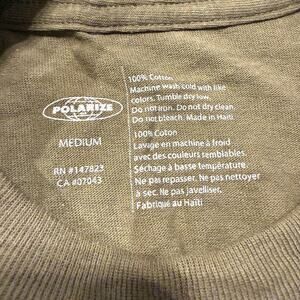 POLARIZE
MEDIUM
RN #147823
CA #07043
100% Cotton
Machine wash cold with like
colors. Tumble dry low.
Do not iron. Do not dry clean.
Do not bleach. Made in Haiti
100% Coton
Lavage en machine à froid
avec des couleurs semblables.
Séchage à basse température.
Ne pas repasser. Ne pas nettoyer
à sec. Ne pas Javelliser.
Fabriqué au Haïti